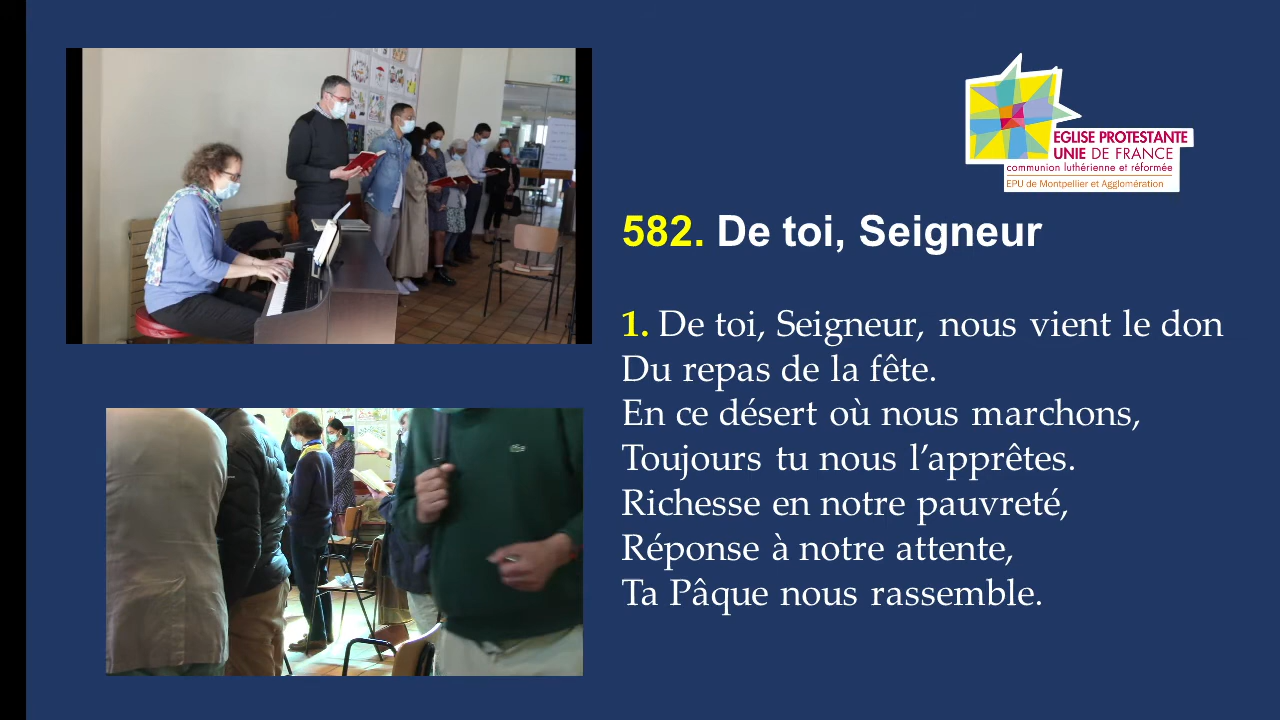 EGLISE PROTESTANTE
UNIE DE FRANCE
communion luthérienne et réformée
EPU de Montpellier et Agglomération
582. De toi, Seigneur
1. De toi, Seigneur, nous vient le don
Du repas de la fête.
En ce désert où nous marchons,
Toujours tu nous l’apprêtes.
Richesse en notre pauvreté,
Réponse à notre attente,
Ta Pâque nous rassemble.